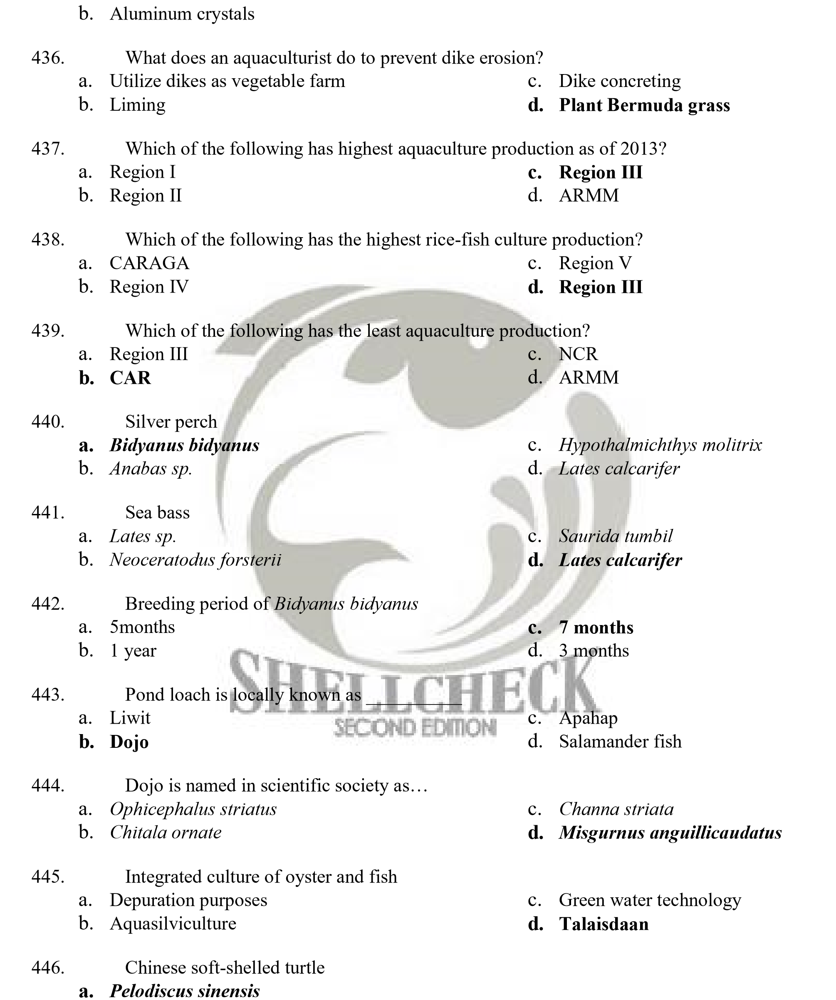 b. Aluminum crystals
436. What does an aquaculturist do to prevent dike erosion?
a. Utilize dikes as vegetable farm
b. Liming
c. Dike concreting
d. Plant Bermuda grass
437. Which of the following has highest aquaculture production as of 2013?
a. Region I
b. Region II
c. Region III
d. ARMM
438. Which of the following has the highest rice-fish culture production?
a. CARAGA
b. Region IV
c. Region V
d. Region III
439. Which of the following has the least aquaculture production?
a. Region III
b. CAR
c. NCR
d. ARMM
440. Silver perch
a. Bidyanus bidyanus
b. Anabas sp.
c. Hypothalmichthys molitrix
d. Lates calcarifer
441. Sea bass
a. Lates sp.
b. Neoceratodus forsterii
c. Saurida tumbil
d. Lates calcarifer
442. Breeding period of Bidyanus bidyanus
a. 5months
b. 1 year
c. 7 months
d. 3 months
443. Pond loach is locally known as __________
a. Liwit
b. Dojo
c. Apahap
d. Salamander fish
SHELLCHECK
SECOND EDITION
444. Dojo is named in scientific society as…
a. Ophicephalus striatus
b. Chitala ornate
c. Channa striata
d. Misgurnus anguillicaudatus
445. Integrated culture of oyster and fish
a. Depuration purposes
b. Aquasilviculture
c. Green water technology
d. Talaisdaan
446. Chinese soft-shelled turtle
a. Pelodiscus sinensis